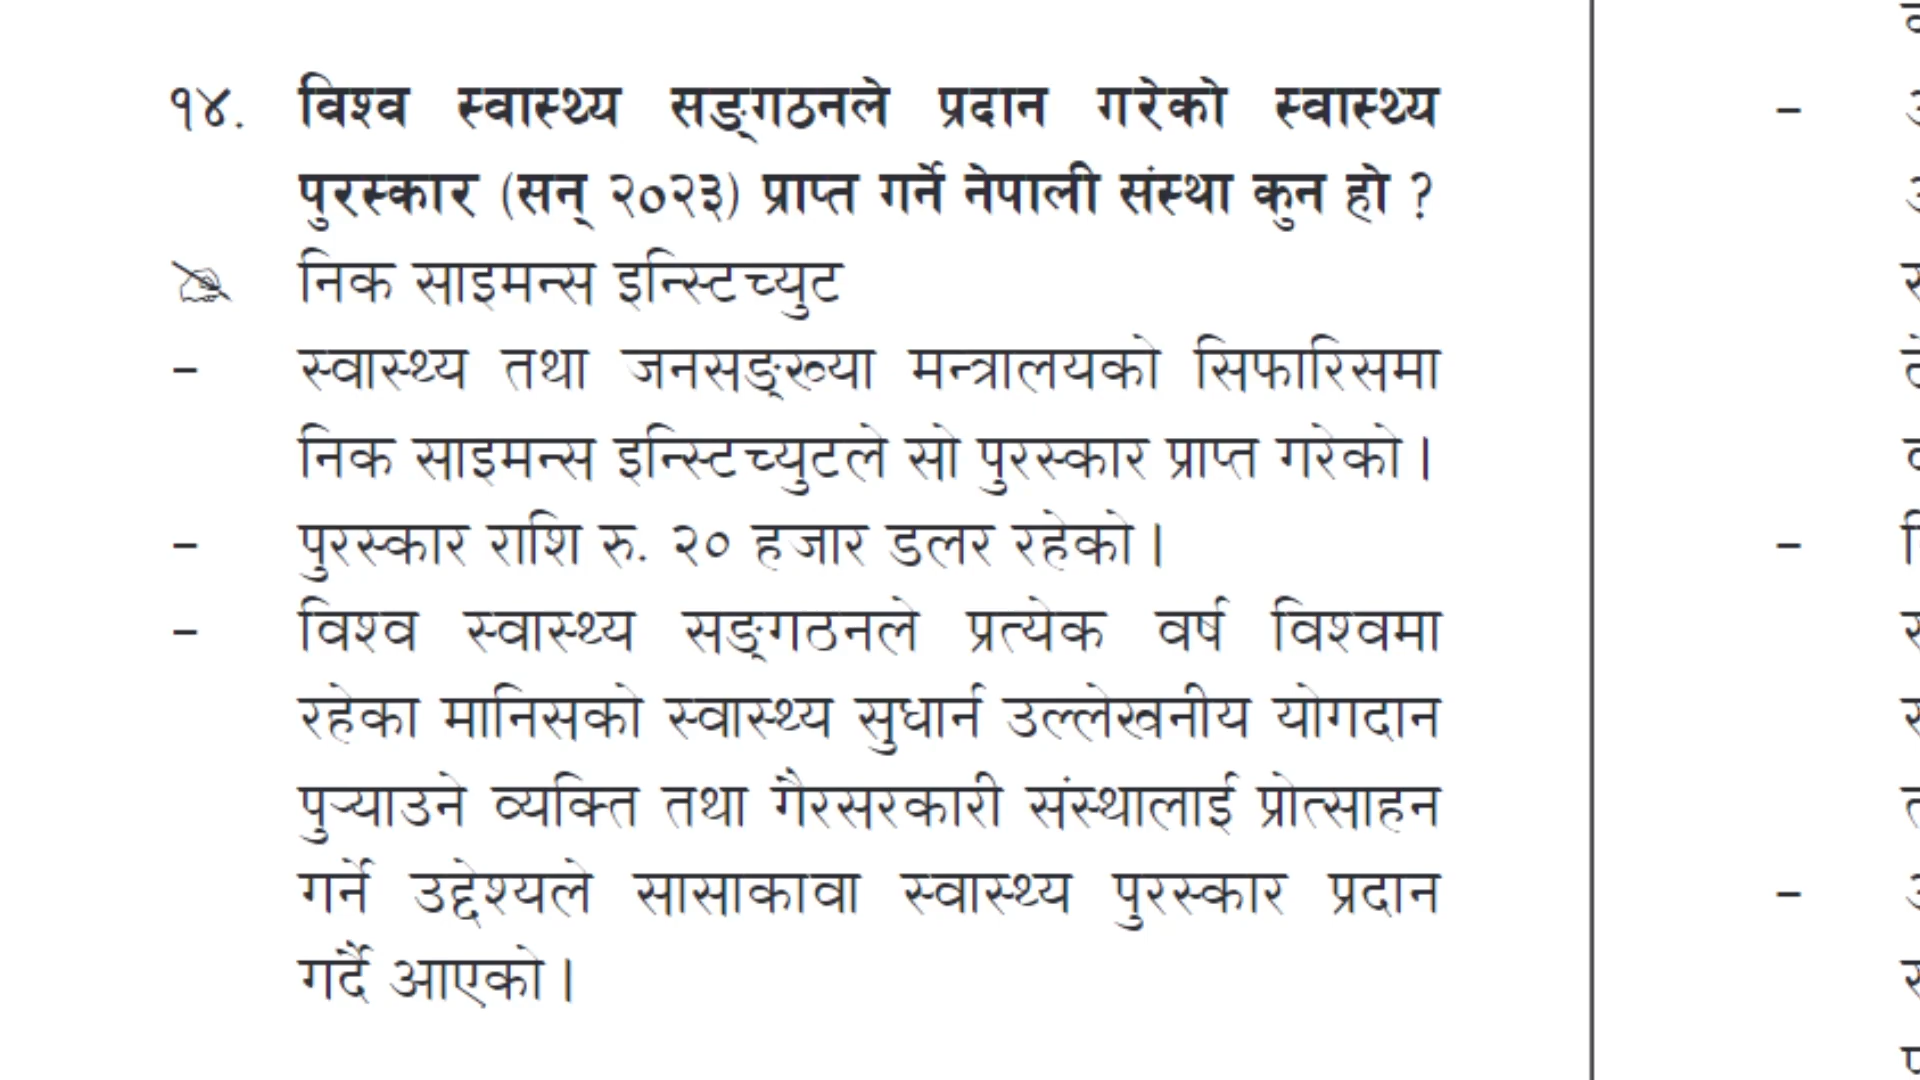 १४. विश्व स्वास्थ्य सङ्गठनले प्रदान गरेको स्वास्थ्य
पुरस्कार (सन् २०२३) प्राप्त गर्ने नेपाली संस्था कुन हो ?
निक साइमन्स इन्स्टिच्युट
- स्वास्थ्य तथा जनसङ्ख्या मन्त्रालयको सिफारिसमा
निक साइमन्स इन्स्टिच्युटले सो पुरस्कार प्राप्त गरेको।
- पुरस्कार राशि रु. २० हजार डलर रहेको।
- विश्व स्वास्थ्य सङ्गठनले प्रत्येक वर्ष विश्वमा
रहेका मानिसको स्वास्थ्य सुधार्न उल्लेखनीय योगदान
पुऱ्याउने व्यक्ति तथा गैरसरकारी संस्थालाई प्रोत्साहन
गर्ने उद्देश्यले सासाकावा स्वास्थ्य पुरस्कार प्रदान
गर्दै आएको।